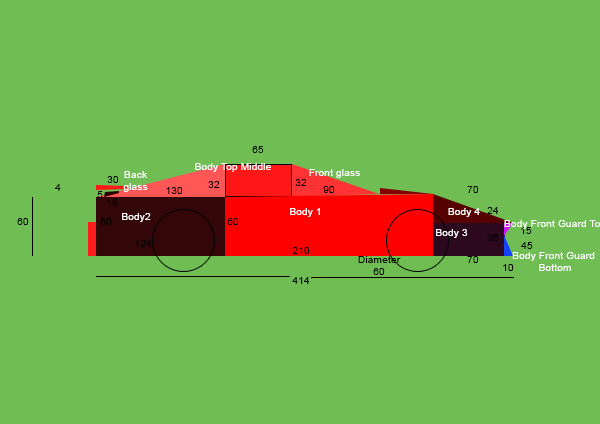 65
Body Top Middle
Front glass
Back
glass
30
4
5
130
32
32
90
70
15
24
Body2
Body 1
Body 4
60
60
60
Body Front Guard To
15
Body 3
36
124
210
45
Diameter
60
70
Body Front Guard
Bottom
10
414